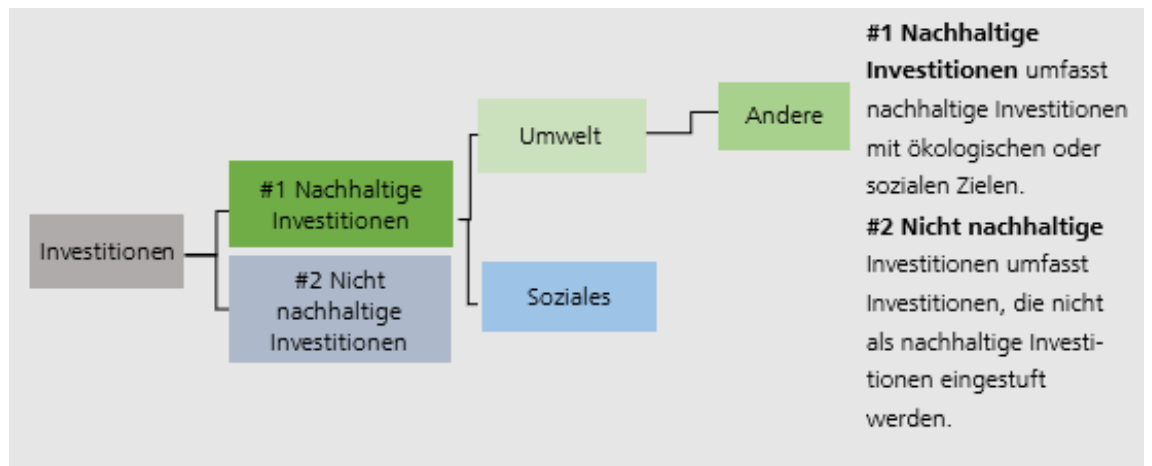 Investitionen
#1 Nachhaltige
Investitionen
#2 Nicht
nachhaltige
Investitionen
Umwelt
Soziales
Andere
#1 Nachhaltige
Investitionen umfasst
nachhaltige Investitionen
mit ökologischen oder
sozialen Zielen.
#2 Nicht nachhaltige
Investitionen umfasst
Investitionen, die nicht
als nachhaltige Investi-
tionen eingestuft
werden.